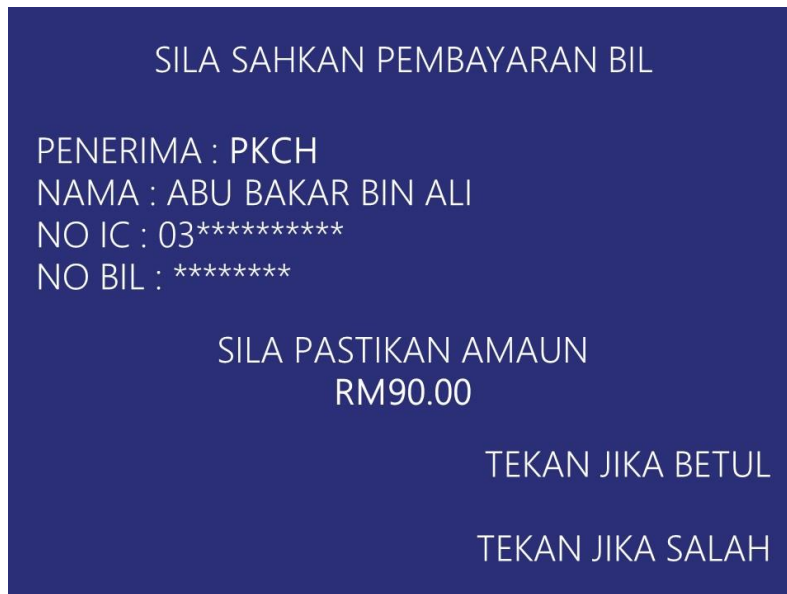 SILA SAHKAN PEMBAYARAN BIL
PENERIMA : PKCH
NAMA : ABU BAKAR BIN ALI
NO IC : 03**********
NO BIL : ********
SILA PASTIKAN AMAUN
RM90.00
TEKAN JIKA BETUL
TEKAN JIKA SALAH